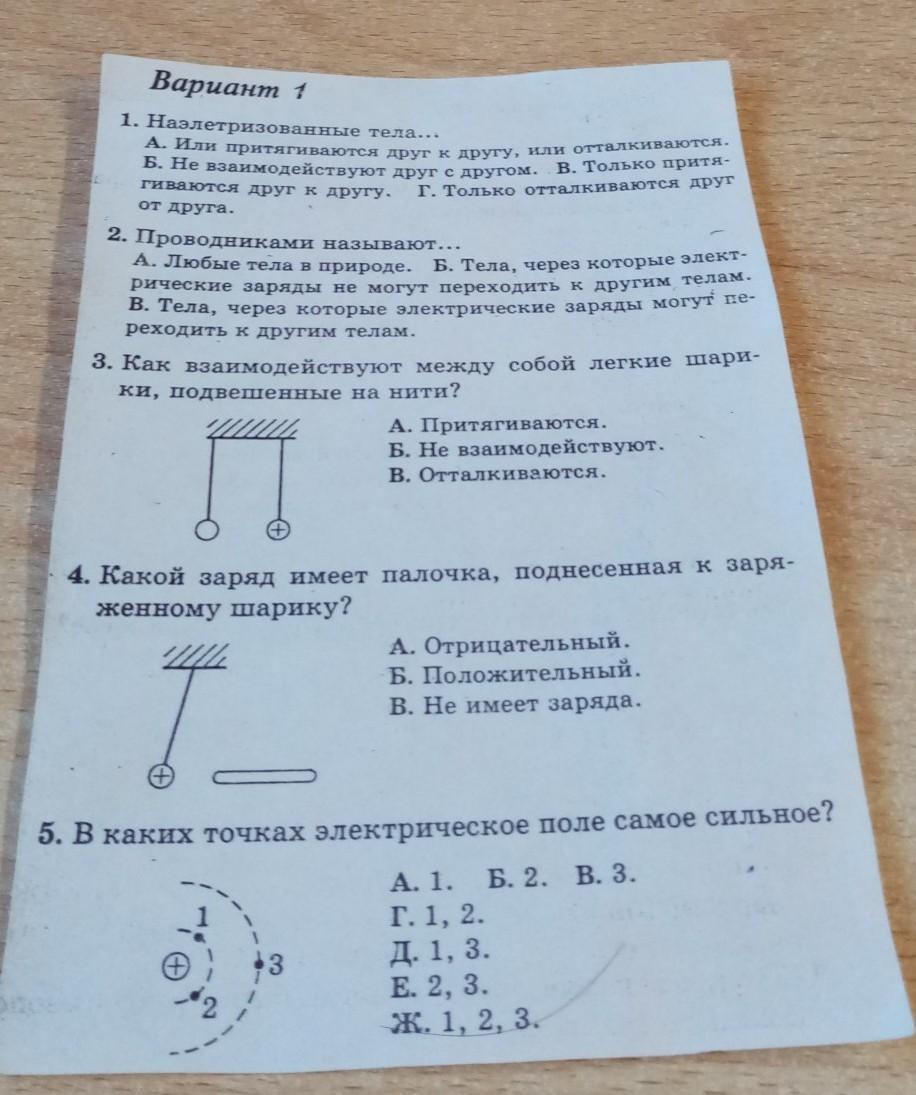 Вариант 1
1. Наэлетризованные тела...
А. Или притягиваются друг к другу, или отталкиваются.
Б. Не взаимодействуют друг с другом. В. Только притя-
гиваются друг к другу. Г. Только отталкиваются друг
от друга.
2. Проводниками называют...
А. Любые тела в природе. Б. Тела, через которые элект-
рические заряды не могут переходить к другим телам.
В. Тела, через которые электрические заряды могут пе-
реходить к другим телам.
3. Как взаимодействуют между собой легкие шари-
ки, подвешенные на нити?
А. Притягиваются.
Б. Не взаимодействуют.
В. Отталкиваются.
+
4. Какой заряд имеет палочка, поднесенная к заря-
женному шарику?
А. Отрицательный.
Б. Положительный.
В. Не имеет заряда.
+
5. В каких точках электрическое поле самое сильное?
А. 1. Б. 2. В. 3.
Г. 1, 2.
Д. 1, 3.
Е. 2, 3.
Ж. 1, 2, 3.
1
+ 3
2